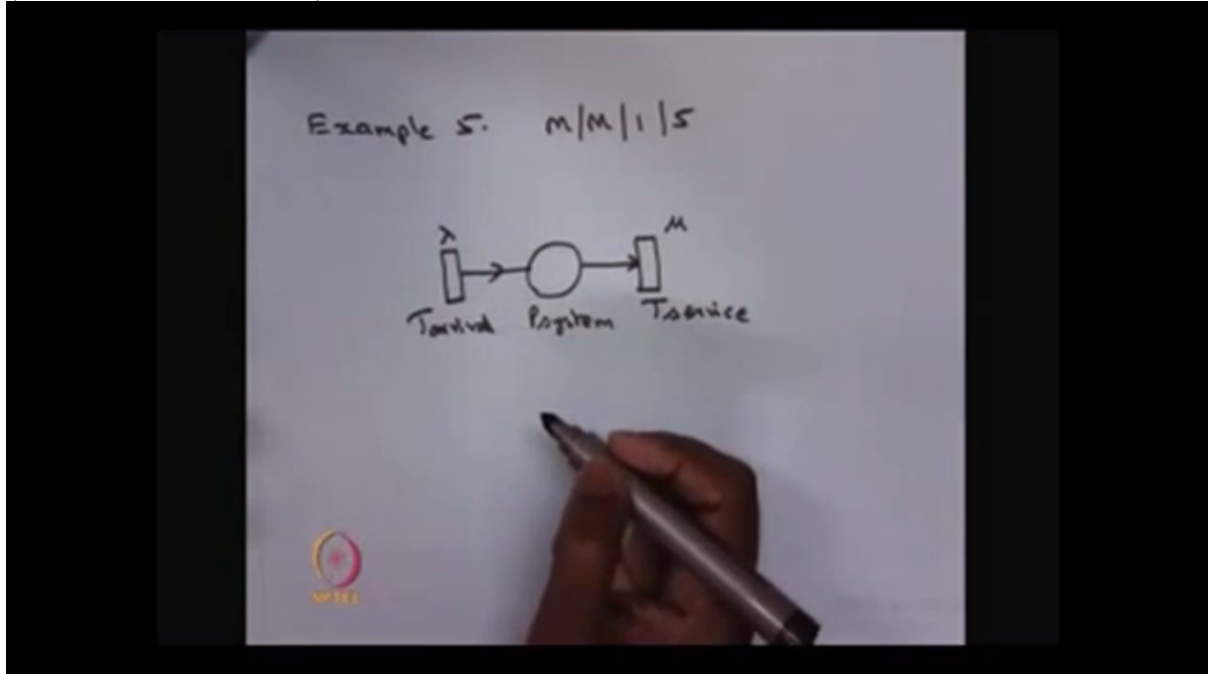 Example 5. M/M/1/5
λ μ
Tarrival Psystem Tservice
NPTEL